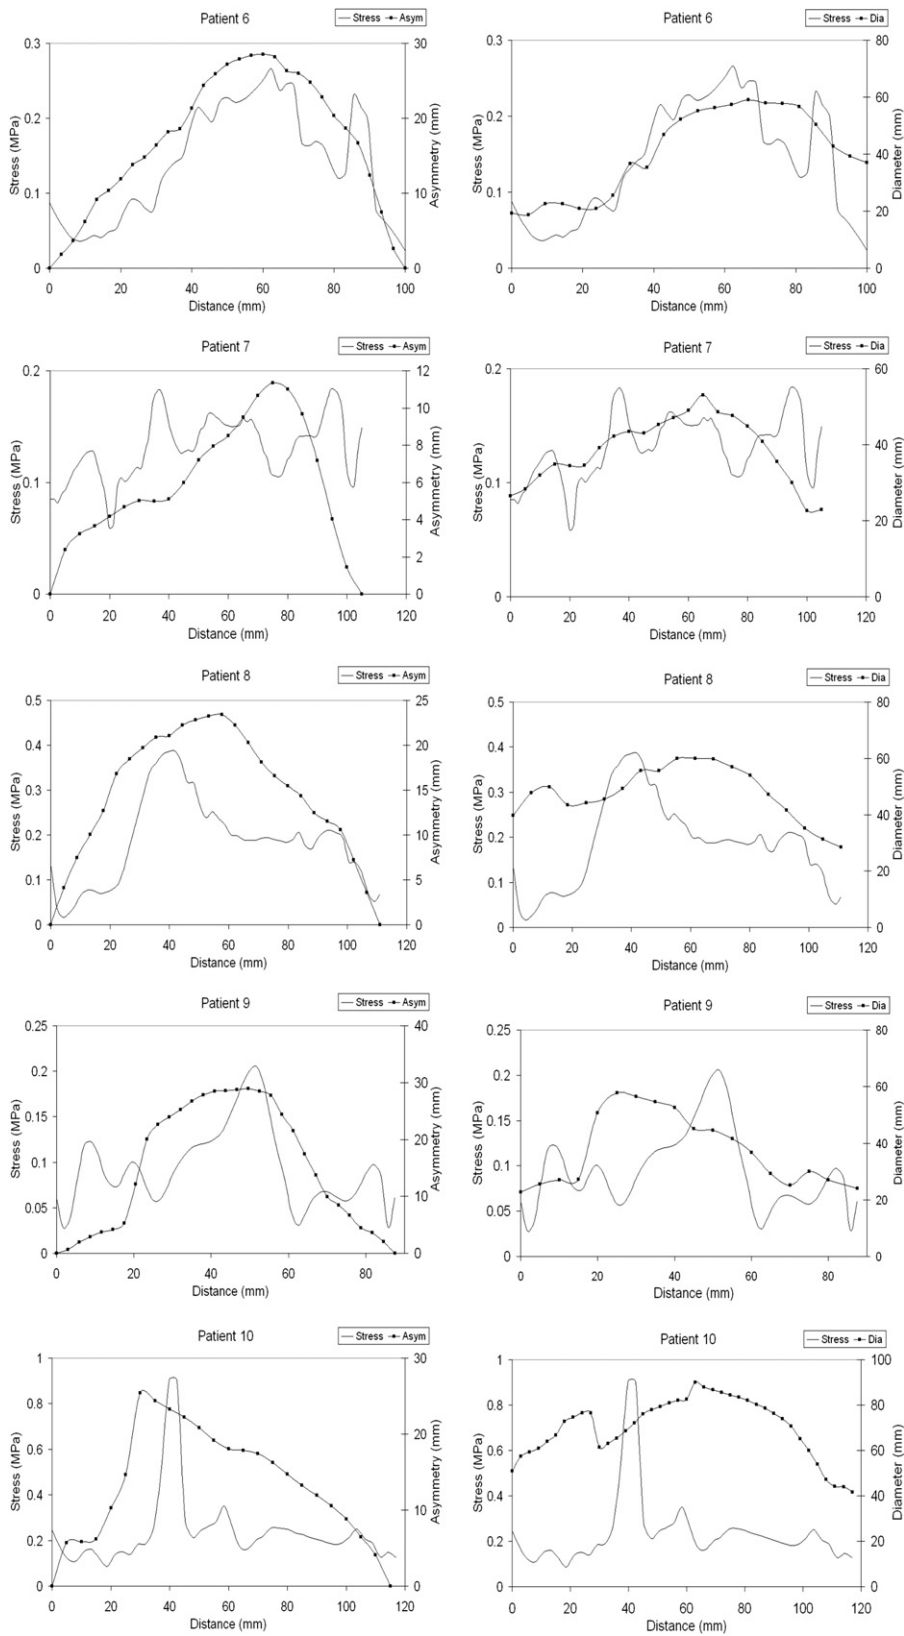 Patient 6
Stress Asym
Stress (MPa)
0.3
0.2
0.1
0
30
20
10
0
Asymmetry (mm)
0 20 40 60 80 100
Distance (mm)
Patient 6
Stress Dia
Stress (MPa)
0.3
0.2
0.1
0
80
60
40
20
0
Diameter (mm)
0 20 40 60 80 100
Distance (mm)
Patient 7
Stress Asym
Stress (MPa)
0.2
0.1
0
12
10
8
6
4
2
0
Asymmetry (mm)
0 20 40 60 80 100 120
Distance (mm)
Patient 7
Stress Dia
Stress (MPa)
0.2
0.1
0
60
40
20
0
Diameter (mm)
0 20 40 60 80 100 120
Distance (mm)
Patient 8
Stress Asym
Stress (MPa)
0.5
0.4
0.3
0.2
0.1
0
25
20
15
10
5
0
Asymmetry (mm)
0 20 40 60 80 100 120
Distance (mm)
Patient 8
Stress Dia
Stress (MPa)
0.5
0.4
0.3
0.2
0.1
0
80
60
40
20
0
Diameter (mm)
0 20 40 60 80 100 120
Distance (mm)
Patient 9
Stress Asym
Stress (MPa)
0.25
0.2
0.15
0.1
0.05
0
40
30
20
10
0
Asymmetry (mm)
0 20 40 60 80
Distance (mm)
Patient 9
Stress Dia
Stress (MPa)
0.25
0.2
0.15
0.1
0.05
0
80
60
40
20
0
Diameter (mm)
0 20 40 60 80
Distance (mm)
Patient 10
Stress Asym
Stress (MPa)
1
0.8
0.6
0.4
0.2
0
30
20
10
0
Asymmetry (mm)
0 20 40 60 80 100 120
Distance (mm)
Patient 10
Stress Dia
Stress (MPa)
1
0.8
0.6
0.4
0.2
0
100
80
60
40
20
0
Diameter (mm)
0 20 40 60 80 100 120
Distance (mm)